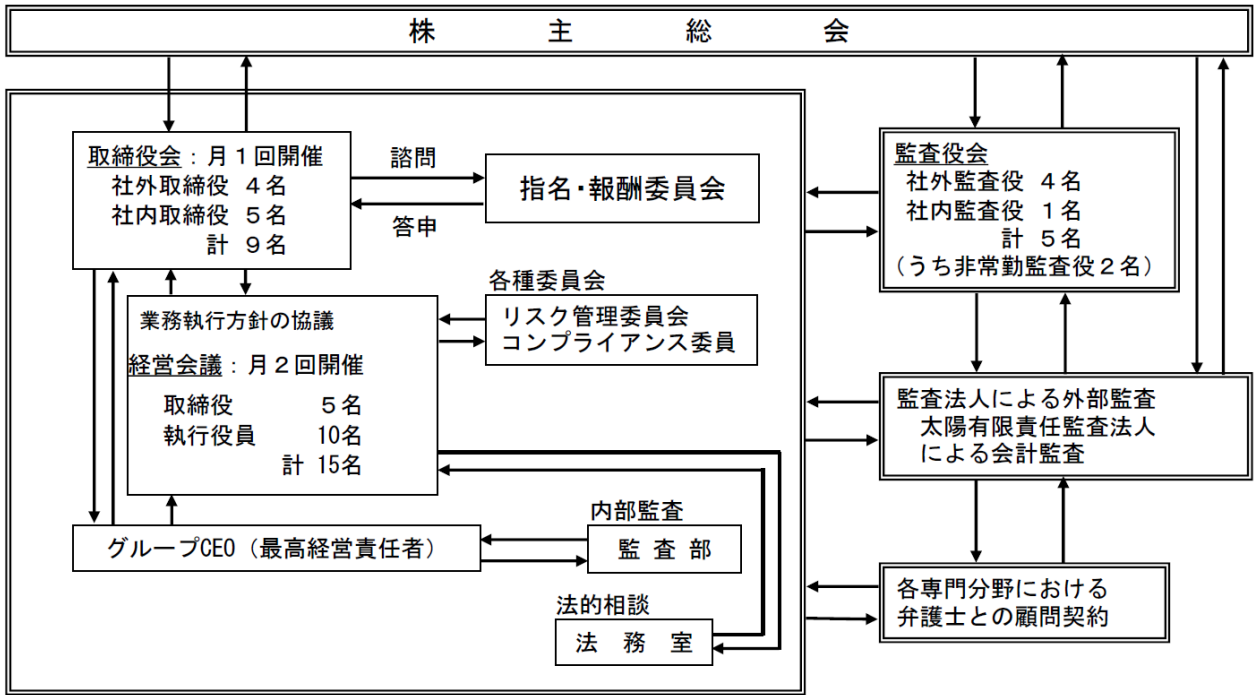 株主総会
取締役会：月１回開催
社外取締役 ４名
社内取締役 ５名
計 ９名
諮問
答申
指名・報酬委員会
監査役会
社外監査役 ４名
社内監査役 １名
計 ５名
（うち非常勤監査役２名）
業務執行方針の協議
経営会議：月２回開催
取締役 ５名
執行役員 10名
計 15名
各種委員会
リスク管理委員会
コンプライアンス委員
監査法人による外部監査
太陽有限責任監査法人
による会計監査
グループCEO（最高経営責任者）
内部監査
監査部
法的相談
法務室
各専門分野における
弁護士との顧問契約